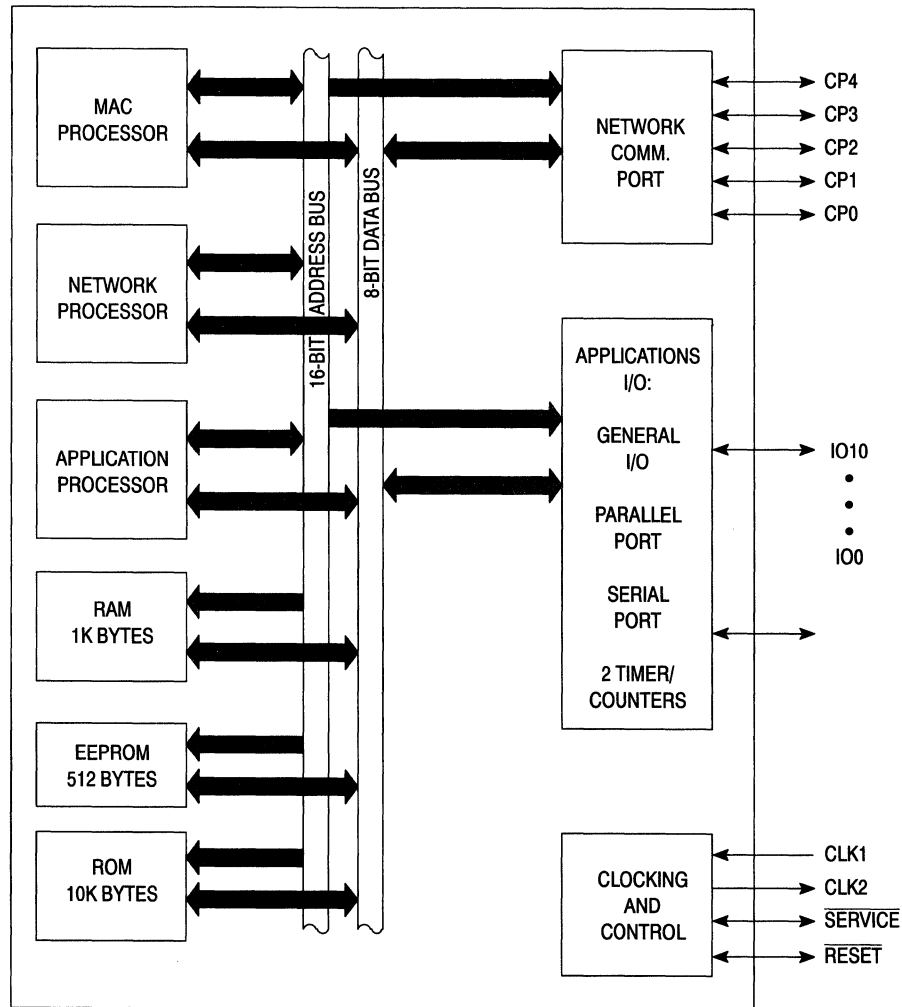 MAC
PROCESSOR
NETWORK
PROCESSOR
APPLICATION
PROCESSOR
RAM
1K BYTES
EEPROM
512 BYTES
ROM
10K BYTES
16-BIT ADDRESS BUS
8-BIT DATA BUS
NETWORK
COMM.
PORT
CP4
CP3
CP2
CP1
CP0
APPLICATIONS
I/O:
GENERAL
I/O
PARALLEL
PORT
SERIAL
PORT
2 TIMER/
COUNTERS
IO10
IO0
CLOCKING
AND
CONTROL
CLK1
CLK2
SERVICE
RESET